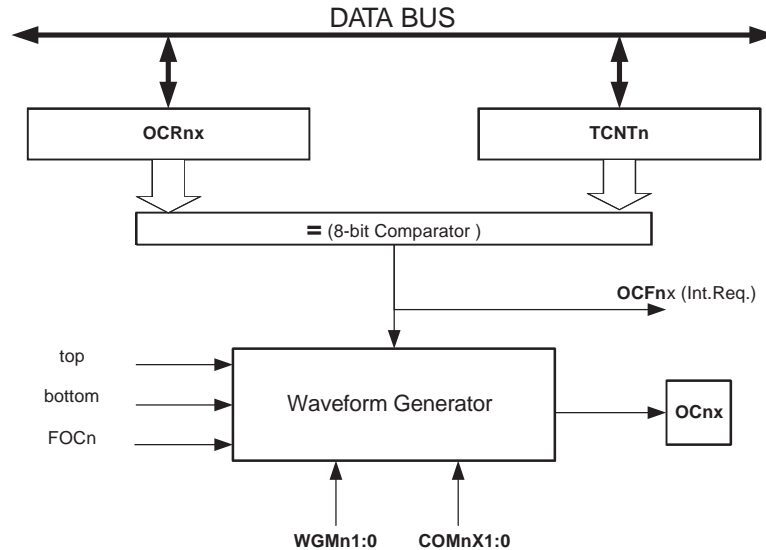 DATA BUS
OCRnx
TCNTn
= (8-bit Comparator )
OCFnx (Int.Req.)
top
bottom
FOCn
Waveform Generator
OCnx
WGMn1:0
COMnX1:0